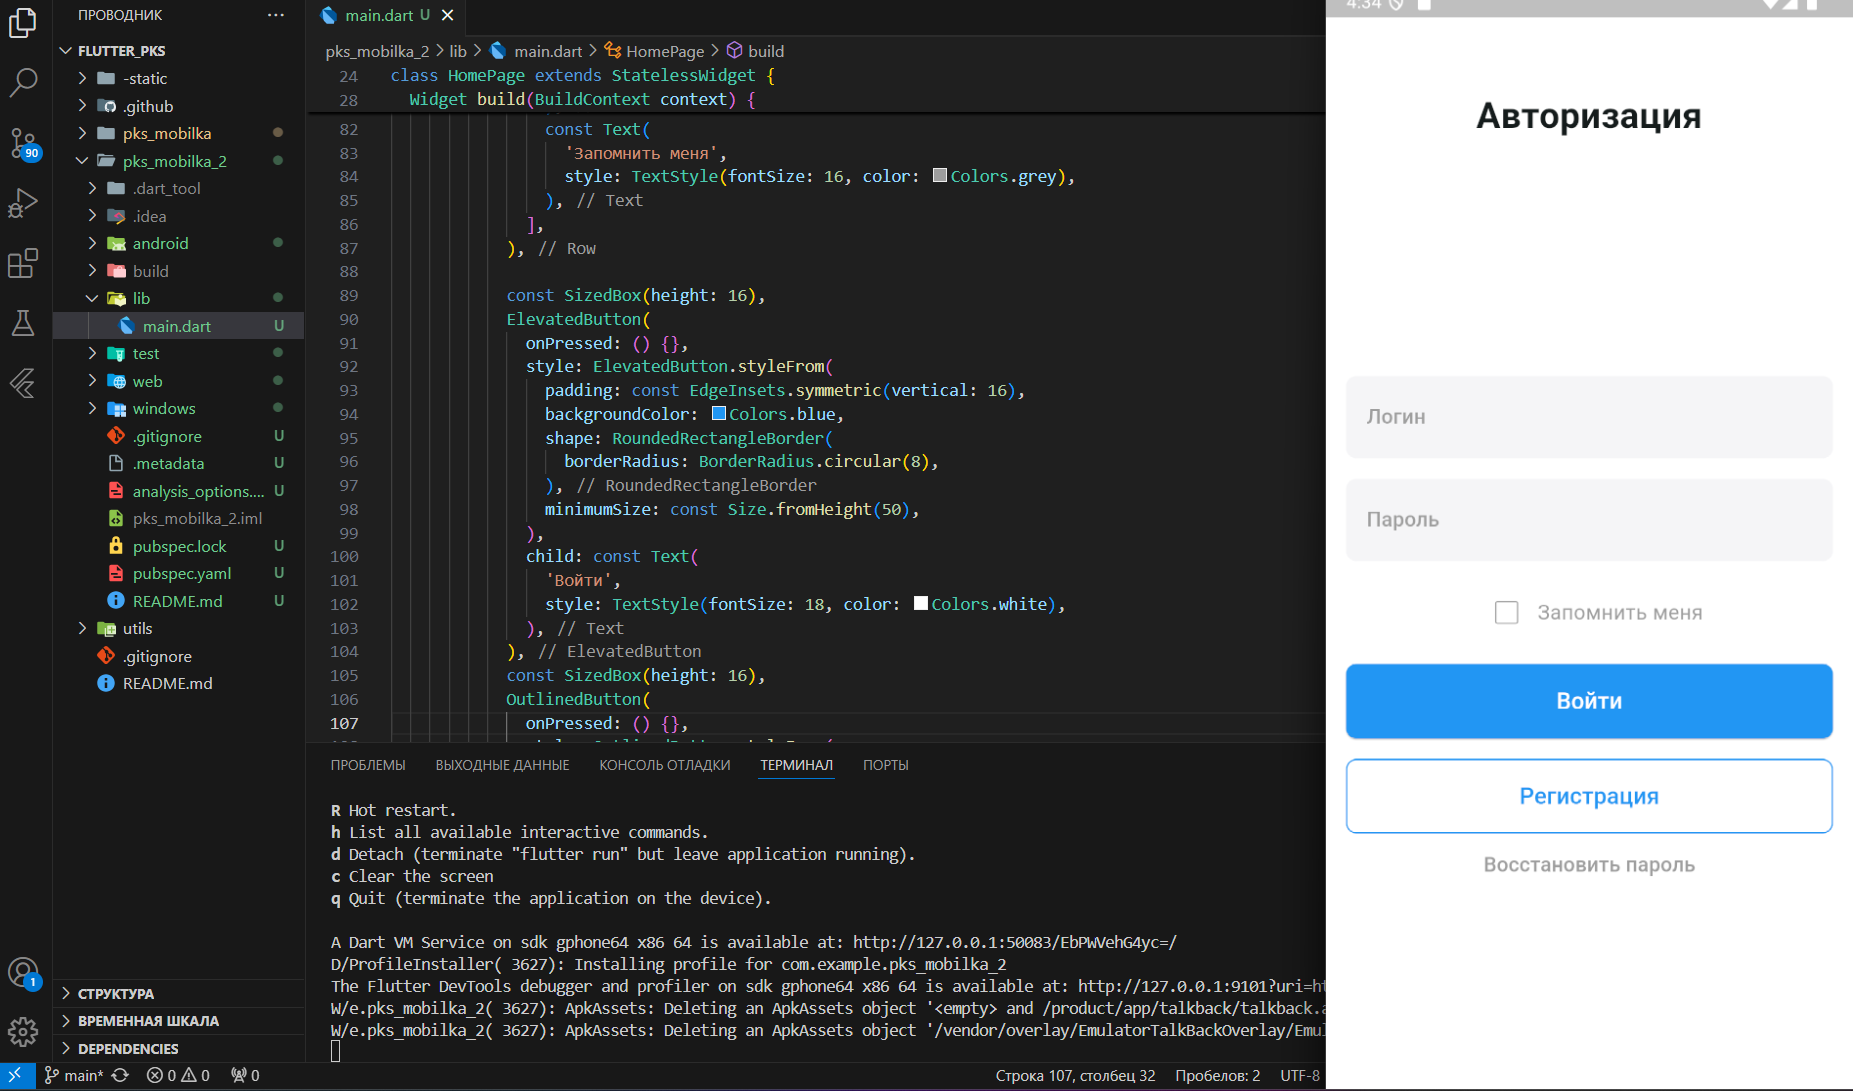 ПРОВОДНИК
FLUTTER_PKS
-static
.github
pks_mobilka
pks_mobilka_2
.dart_tool
.idea
android
build
lib
main.dart U
test
web
windows
.gitignore U
.metadata U
analysis_options.... U
pks_mobilka_2.iml
pubspec.lock U
pubspec.yaml U
README.md U
utils
.gitignore
README.md
СТРУКТУРА
ВРЕМЕННАЯ ШКАЛА
DEPENDENCIES
90
1
main.dart U
pks_mobilka_2 > lib > main.dart > HomePage > build
24 class HomePage extends StatelessWidget {
28 Widget build(BuildContext context) {
82 const Text(
83 'Запомнить меня',
84 style: TextStyle(fontSize: 16, color: Colors.grey),
85 ), // Text
86 ],
87 ), // Row
88
89 const SizedBox(height: 16),
90 ElevatedButton(
91 onPressed: () {},
92 style: ElevatedButton.styleFrom(
93 padding: const EdgeInsets.symmetric(vertical: 16),
94 backgroundColor: Colors.blue,
95 shape: RoundedRectangleBorder(
96 borderRadius: BorderRadius.circular(8),
97 ), // RoundedRectangleBorder
98 minimumSize: const Size.fromHeight(50),
99 ),
100 child: const Text(
101 'Войти',
102 style: TextStyle(fontSize: 18, color: Colors.white),
103 ), // Text
104 ), // ElevatedButton
105 const SizedBox(height: 16),
106 OutlinedButton(
107 onPressed: () {},
ПРОБЛЕМЫ ВЫХОДНЫЕ ДАННЫЕ КОНСОЛЬ ОТЛАДКИ ТЕРМИНАЛ ПОРТЫ
R Hot restart.
h List all available interactive commands.
d Detach (terminate "flutter run" but leave application running).
c Clear the screen
q Quit (terminate the application on the device).
A Dart VM Service on sdk gphone64 x86 64 is available at: http://127.0.0.1:50083/EbPWVehG4yc=/
D/ProfileInstaller( 3627): Installing profile for com.example.pks_mobilka_2
The Flutter DevTools debugger and profiler on sdk gphone64 x86 64 is available at: http://127.0.0.1:9101?uri=ht
W/e.pks_mobilka_2( 3627): ApkAssets: Deleting an ApkAssets object '<empty> and /product/app/talkback/talkback.a
W/e.pks_mobilka_2( 3627): ApkAssets: Deleting an ApkAssets object '/vendor/overlay/EmulatorTalkBackOverlay/Emul
main* 0 0 0
Строка 107, столбец 32 Пробелов: 2 UTF-8
4:34
Авторизация
Логин
Пароль
Запомнить меня
Войти
Регистрация
Восстановить пароль